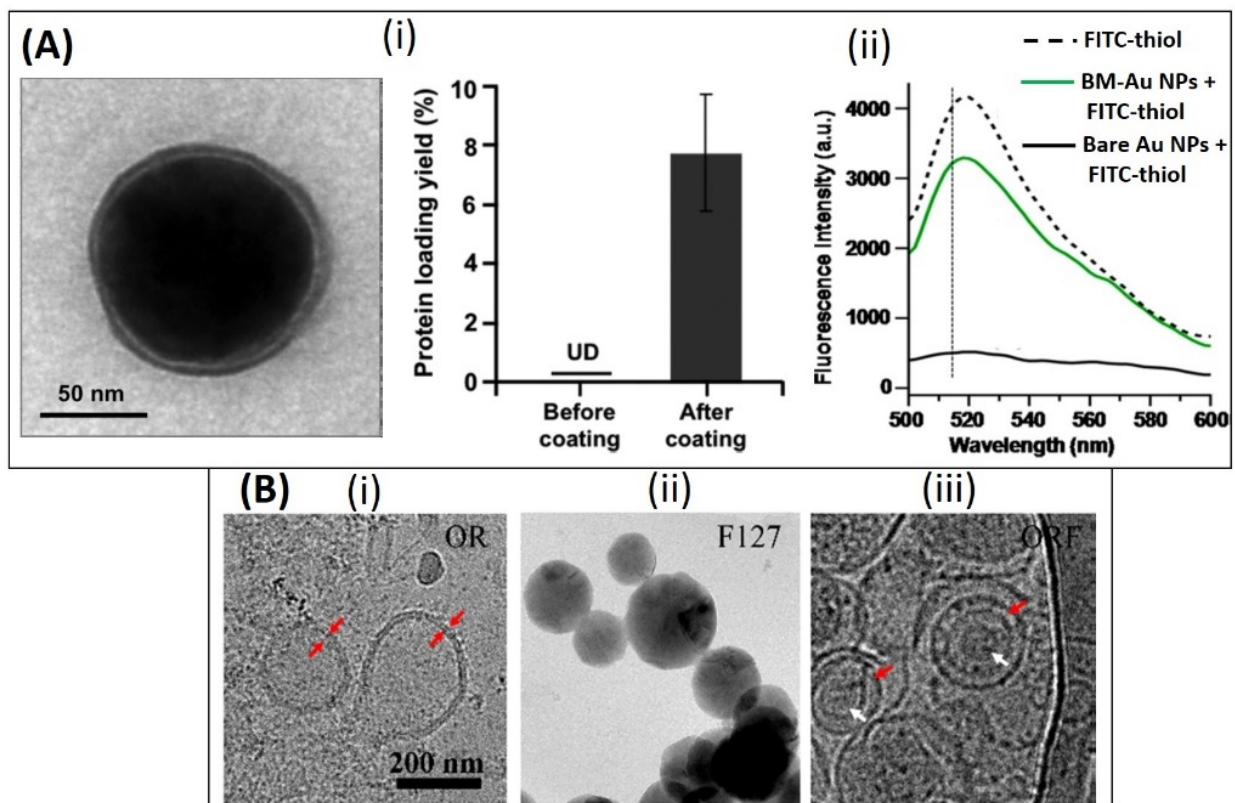 (A)
50 nm
(i)
Protein loading yield (%)
10
8
6
4
2
0
UD
Before
coating
After
coating
(ii)
FITC-thiol
BM-Au NPs +
FITC-thiol
Bare Au NPs +
FITC-thiol
Fluorescence Intensity (a.u.)
4000
3000
2000
1000
0
500 520 540 560 580 600
Wavelength (nm)
(B)
(i)
OR
200 nm
(ii)
F127
(iii)
ORF